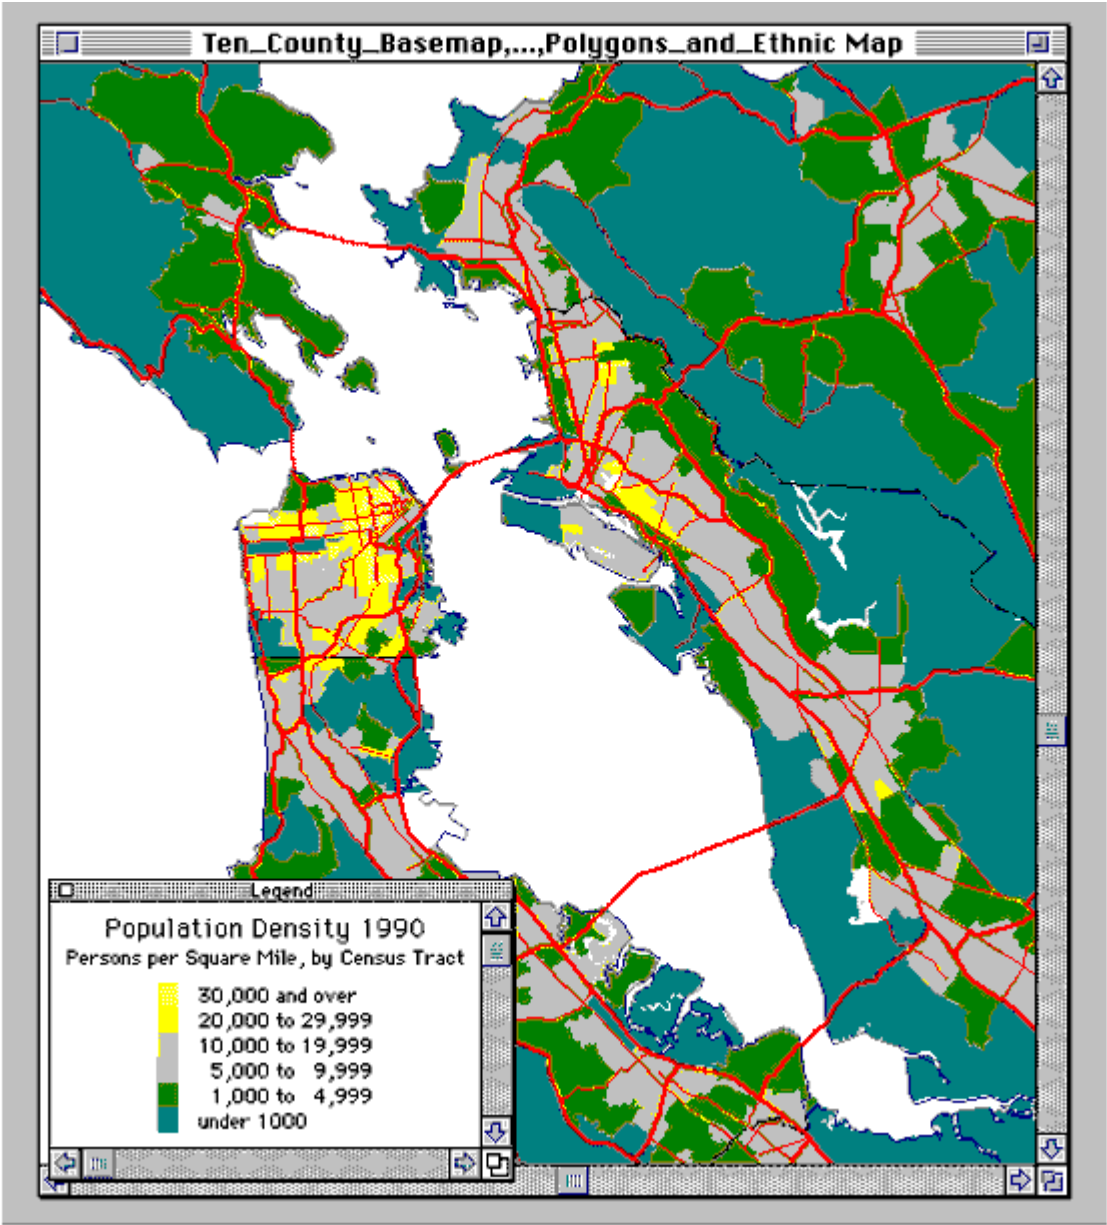 Ten_County_Basemap,...,Polygons_and_Ethnic Map
Legend
Population Density 1990
Persons per Square Mile, by Census Tract
30,000 and over
20,000 to 29,999
10,000 to 19,999
5,000 to 9,999
1,000 to 4,999
under 1000